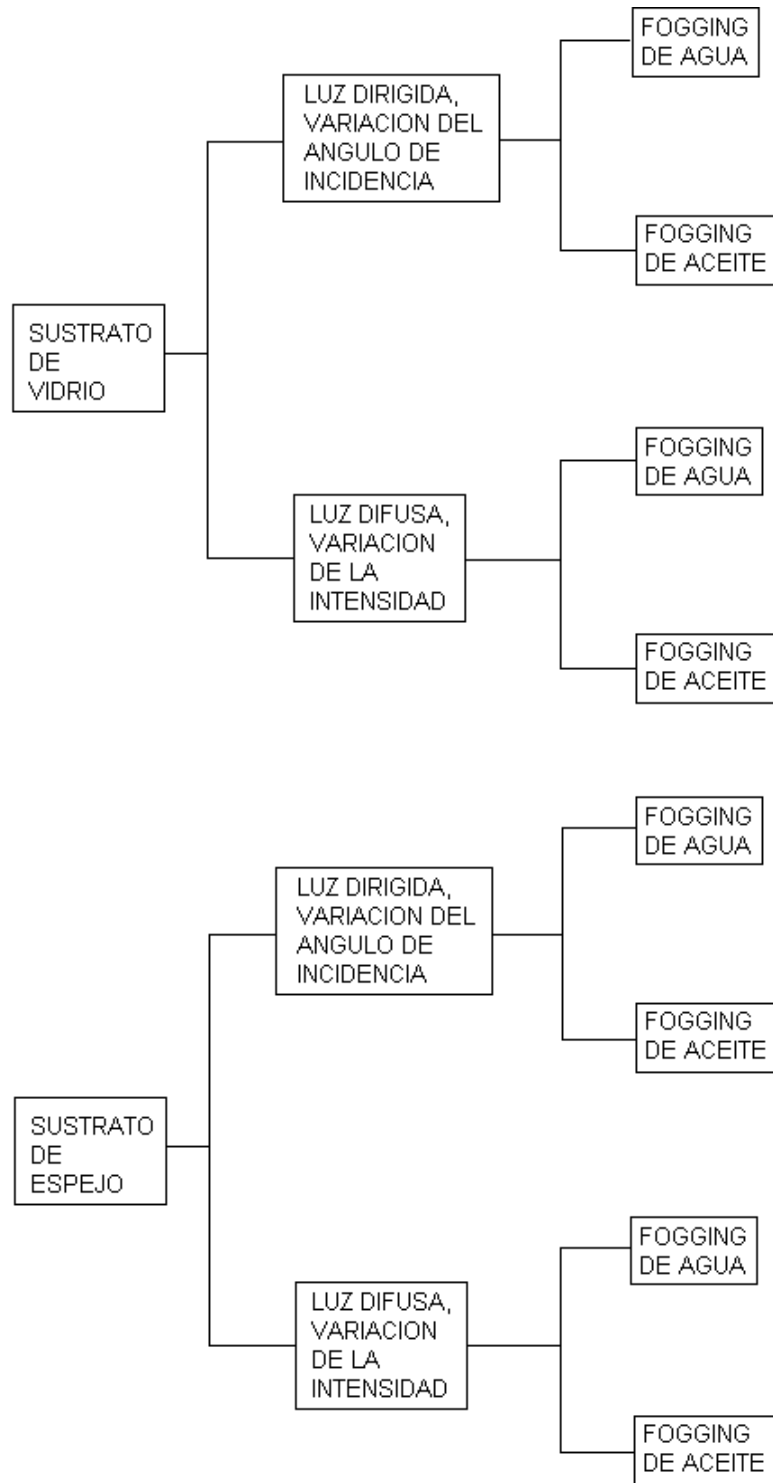 FOGGING
DE AGUA
LUZ DIRIGIDA,
VARIACION DEL
ANGULO DE
INCIDENCIA
FOGGING
DE ACEITE
SUSTRATO
DE
VIDRIO
FOGGING
DE AGUA
LUZ DIFUSA,
VARIACION
DE LA
INTENSIDAD
FOGGING
DE ACEITE
FOGGING
DE AGUA
LUZ DIRIGIDA,
VARIACION DEL
ANGULO DE
INCIDENCIA
FOGGING
DE ACEITE
SUSTRATO
DE
ESPEJO
FOGGING
DE AGUA
LUZ DIFUSA,
VARIACION
DE LA
INTENSIDAD
FOGGING
DE ACEITE